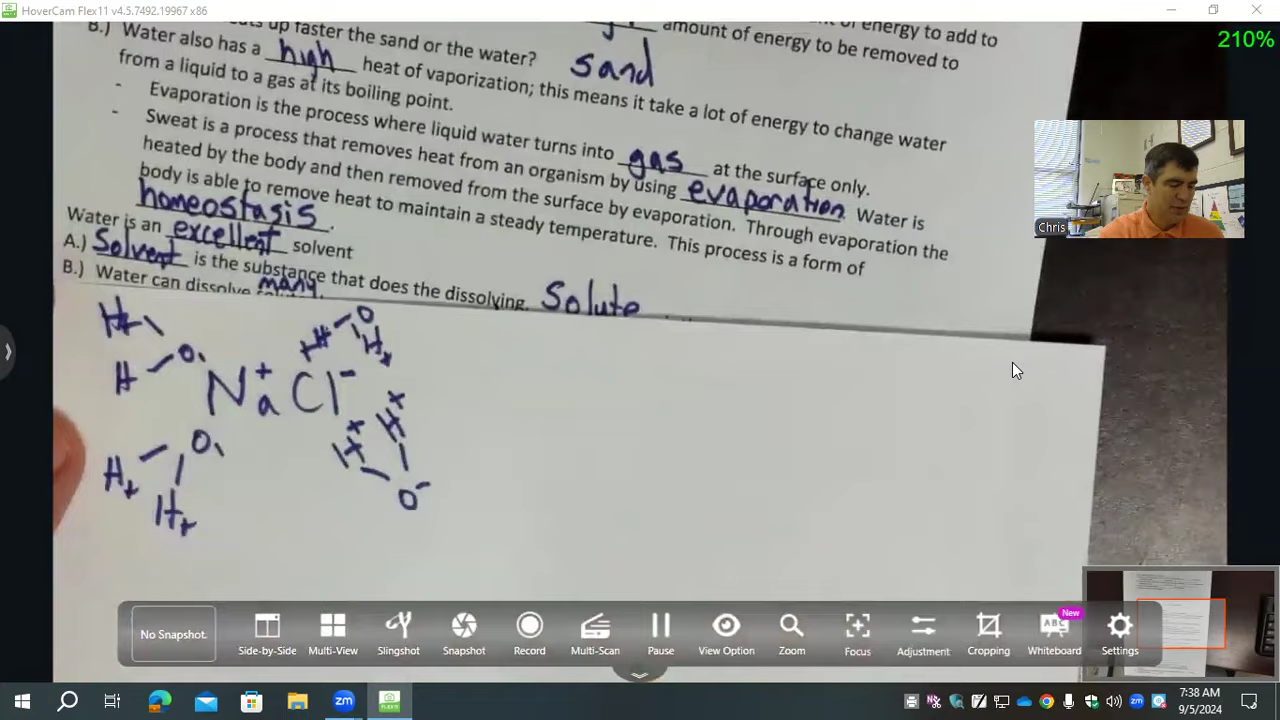 HoverCam Flex11 v4.5.7492.19967 x86
210%
up faster the sand or the water? sand
of energy to add to
amount of energy to be removed to
B.) Water also has a high heat of vaporization; this means it take a lot of energy to change water
from a liquid to a gas at its boiling point.
- Evaporation is the process where liquid water turns into gas at the surface only.
- Sweat is a process that removes heat from an organism by using evaporation. Water is
heated by the body and then removed from the surface by evaporation. Through evaporation the
body is able to remove heat to maintain a steady temperature. This process is a form of
homeostasis.
Water is an excellent solvent
A.) Solvent is the substance that does the dissolving. Solute
B.) Water can dissolve many
Chris
H+ O- H
Na+ Cl-
H+ O- H+
H+ O- H+
H+ O- H+
No Snapshot.
Side-by-Side Multi-View Slingshot Snapshot Record Multi-Scan Pause View Option Zoom Focus Adjustment Cropping Whiteboard Settings
ABC
New
7:38 AM
9/5/2024